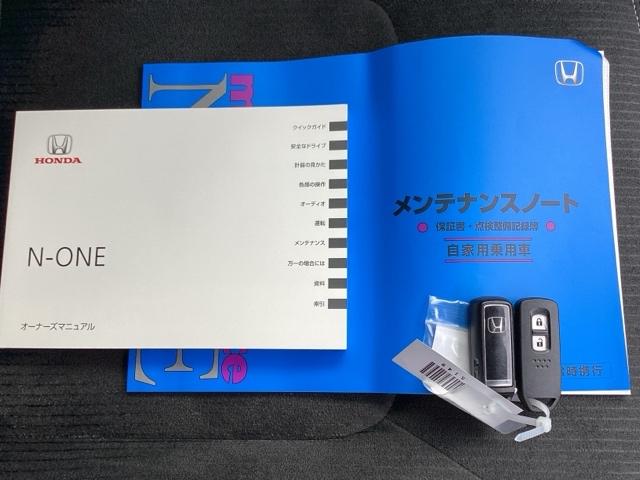 HONDA
N-ONE
オーナーズマニュアル
クイックガイド
安全なドライブ
計器の見かた
各部の操作
オーディオ
運転
メンテナンス
万一の場合には
資料
索引
メンテナンスノート
保証書・点検整備記録簿
自家用乗用車
時携行